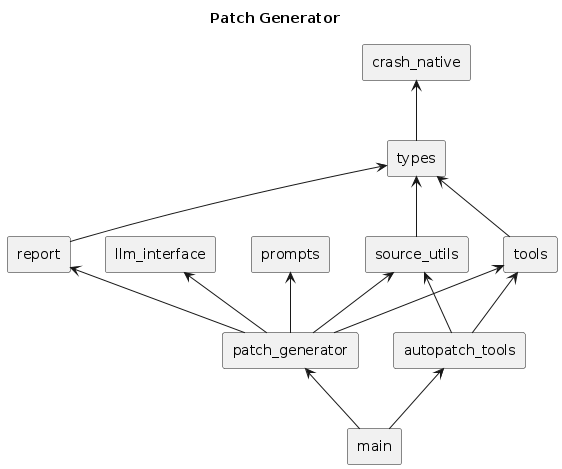 Patch Generator
crash_native
types
report
llm_interface
prompts
source_utils
tools
patch_generator
autopatch_tools
main